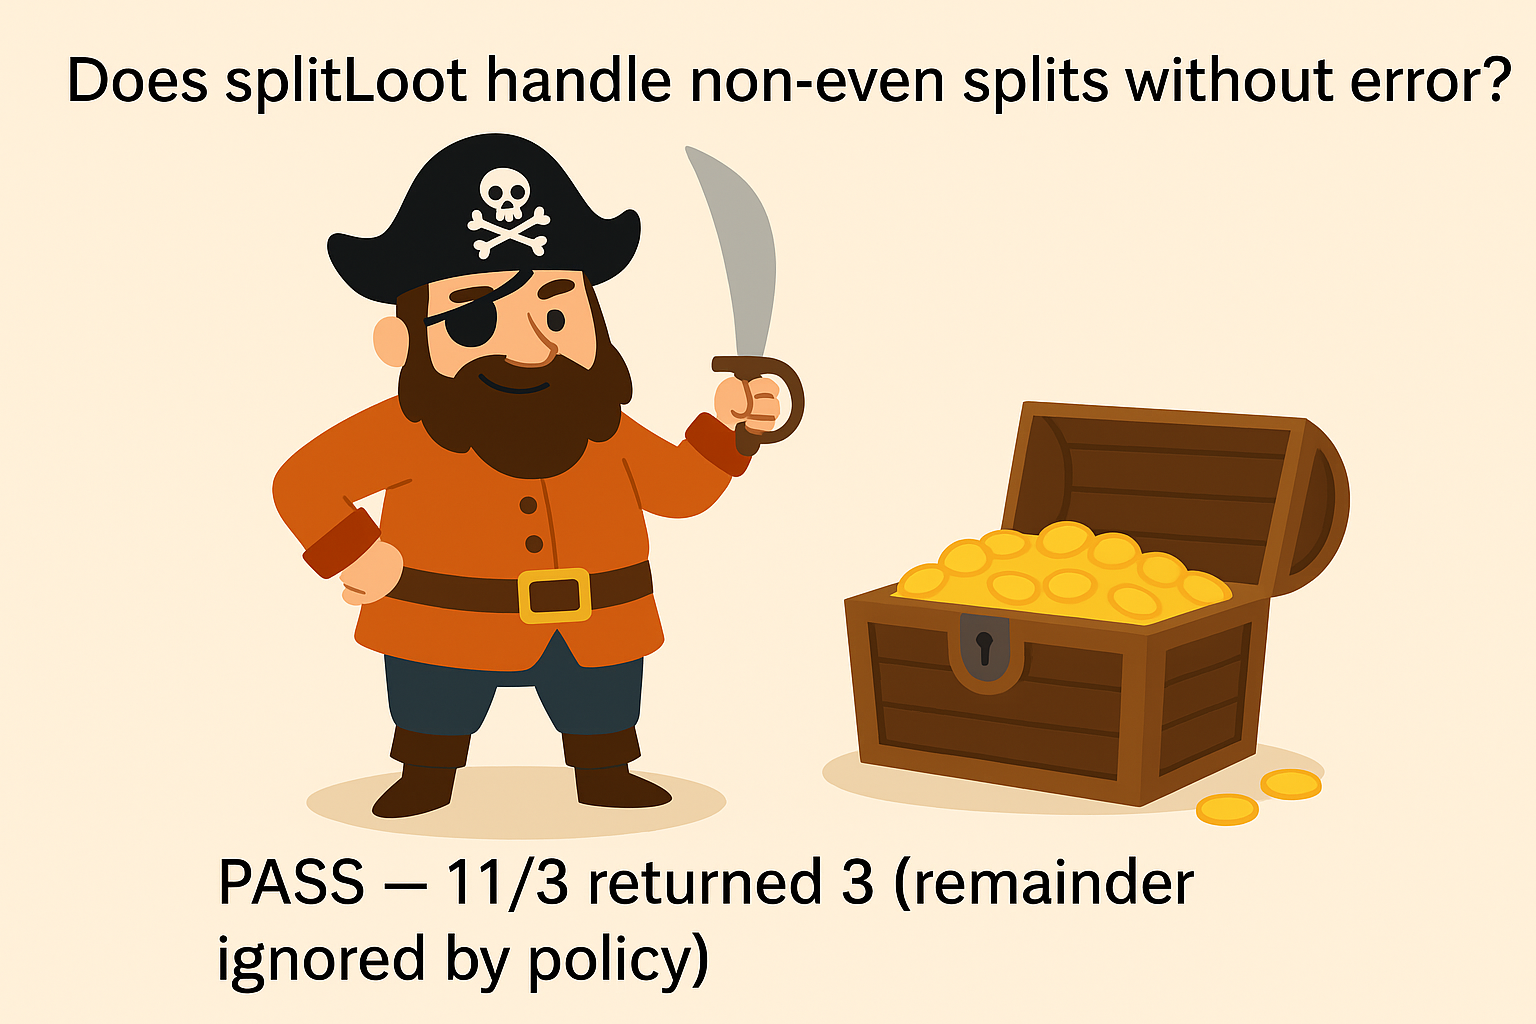 Does splitLoot handle non-even splits without error?
PASS — 11/3 returned 3 (remainder
ignored by policy)